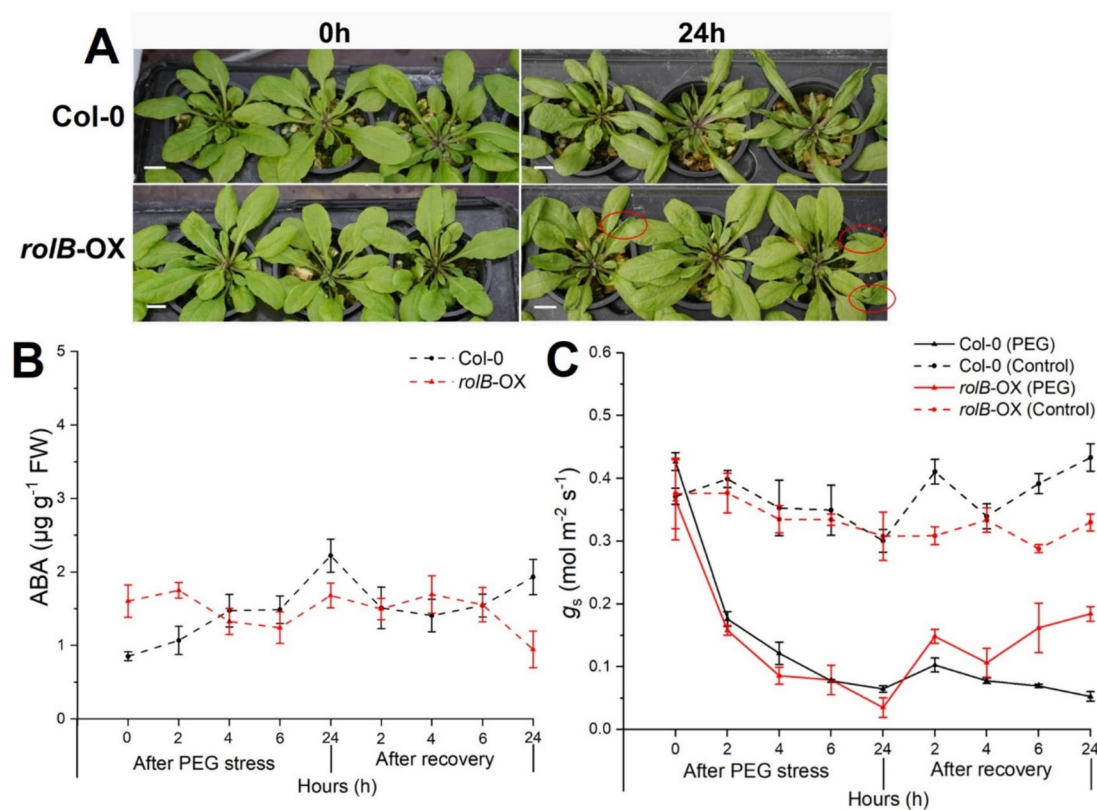 A
0h
24h
Col-0
rolB-OX
B
5
4
3
2
1
0
ABA (µg g⁻¹ FW)
Col-0
rolB-OX
0
2
4
6
24
2
4
6
24
After PEG stress
After recovery
Hours (h)
C
0.6
0.5
0.4
0.3
0.2
0.1
0.0
gs (mol m⁻² s⁻¹)
Col-0 (PEG)
Col-0 (Control)
rolB-OX (PEG)
rolB-OX (Control)
0
2
4
6
24
2
4
6
24
After PEG stress
After recovery
Hours (h)